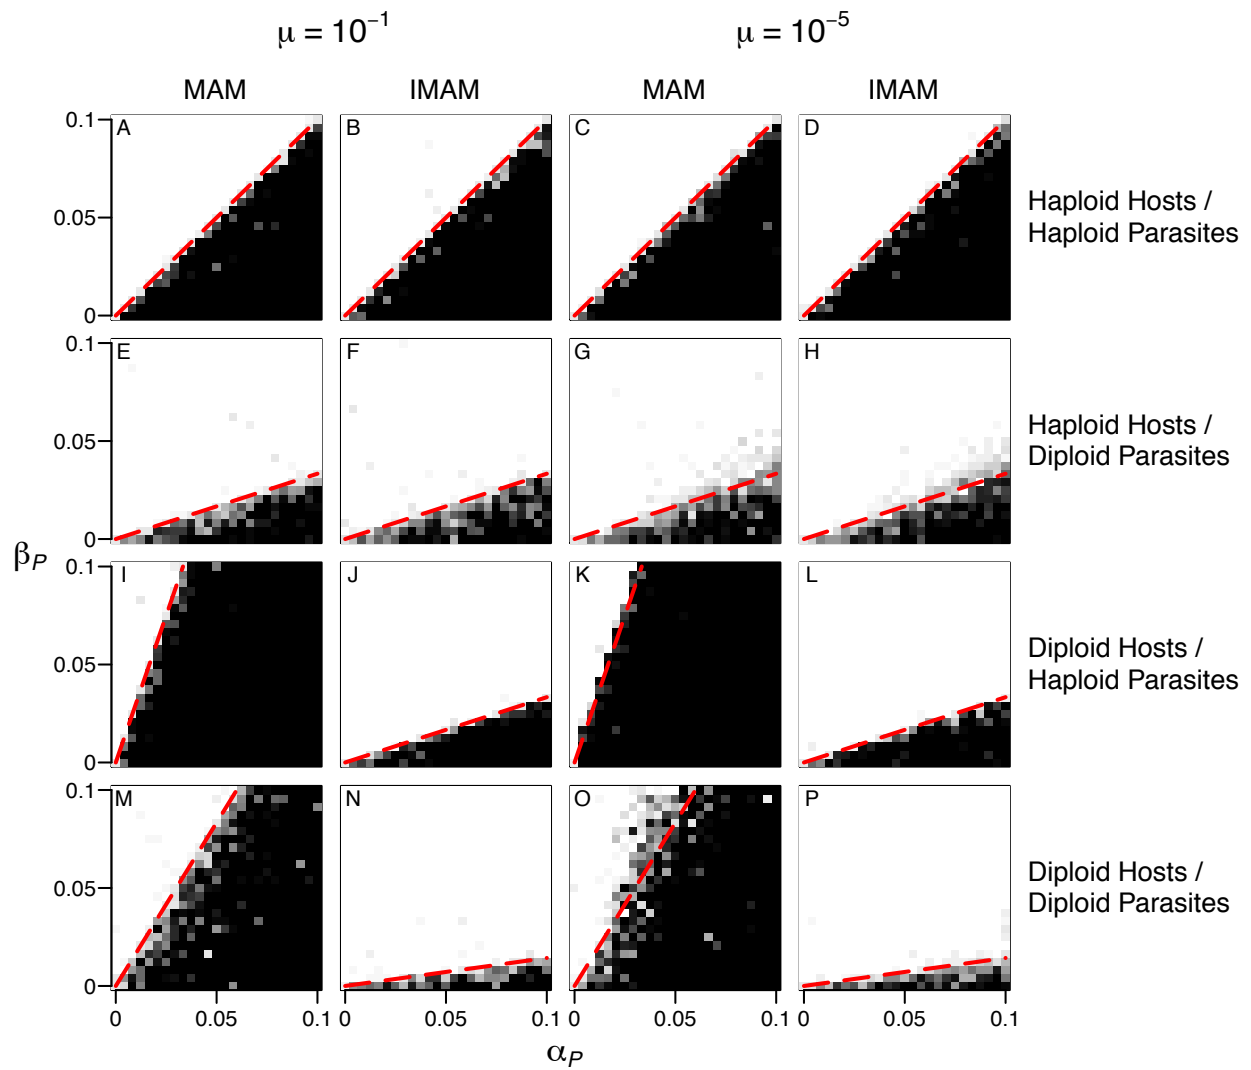 μ = 10⁻¹ μ = 10⁻⁵
MAM IMAM MAM IMAM
A B C D
0.1
0.05
0
Haploid Hosts /
Haploid Parasites
E F G H
0.1
0.05
0
Haploid Hosts /
Diploid Parasites
βP
I J K L
0.1
0.05
0
Diploid Hosts /
Haploid Parasites
M N O P
0.1
0.05
0
Diploid Hosts /
Diploid Parasites
0 0.05 0.1 0 0.05 0.1 0 0.05 0.1 0 0.05 0.1
αP